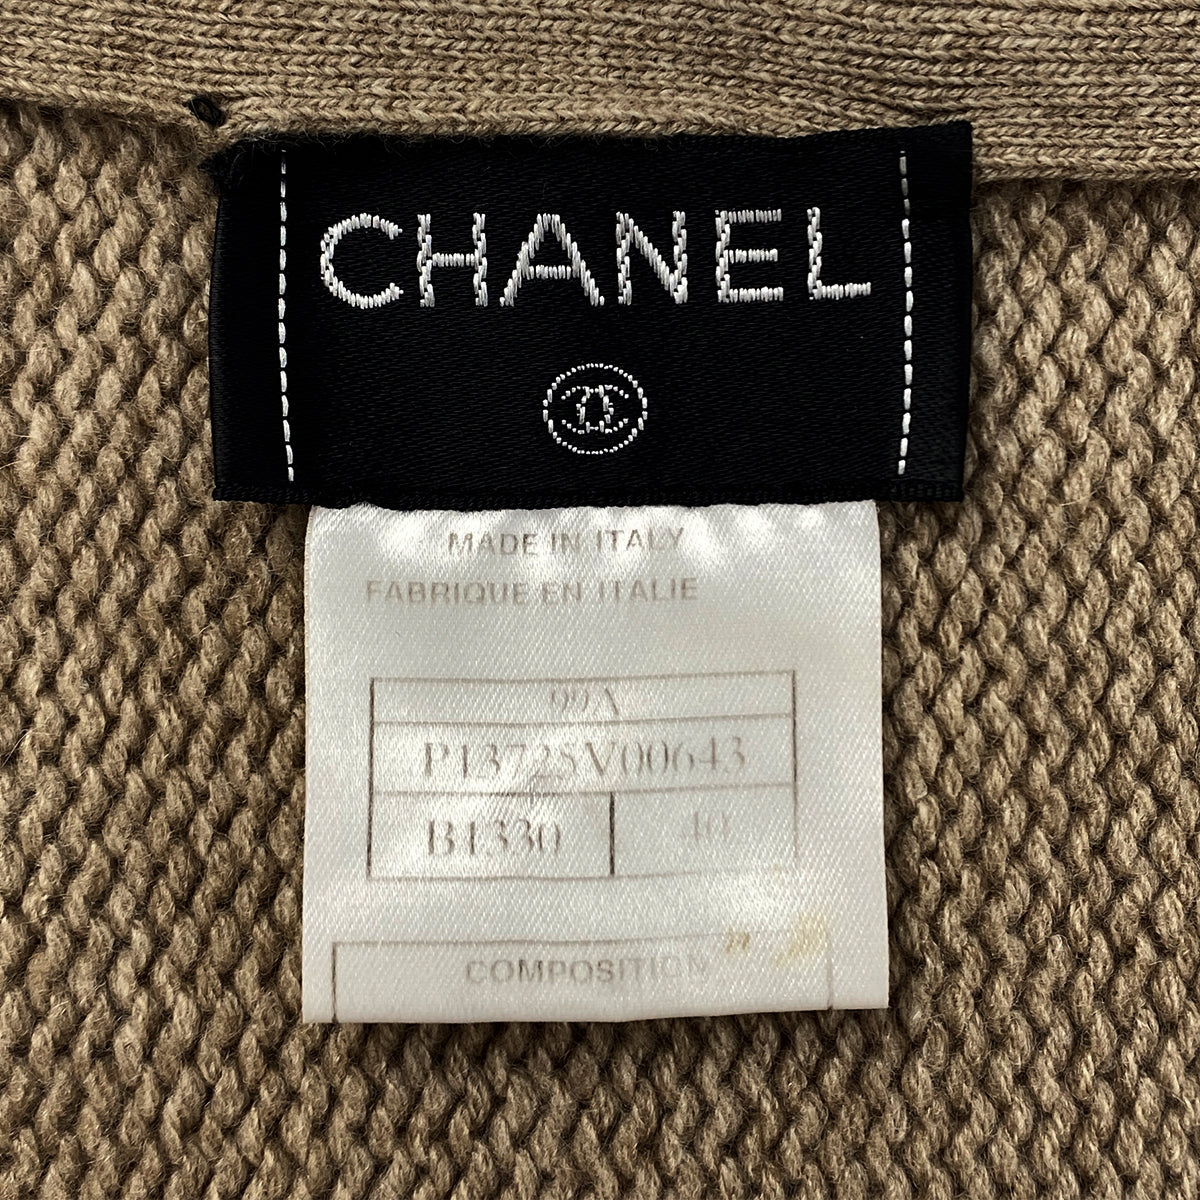 CHANEL
MADE IN ITALY
FABRIQUE EN ITALIE
99A
P13725V00643
B1330 40
COMPOSITION